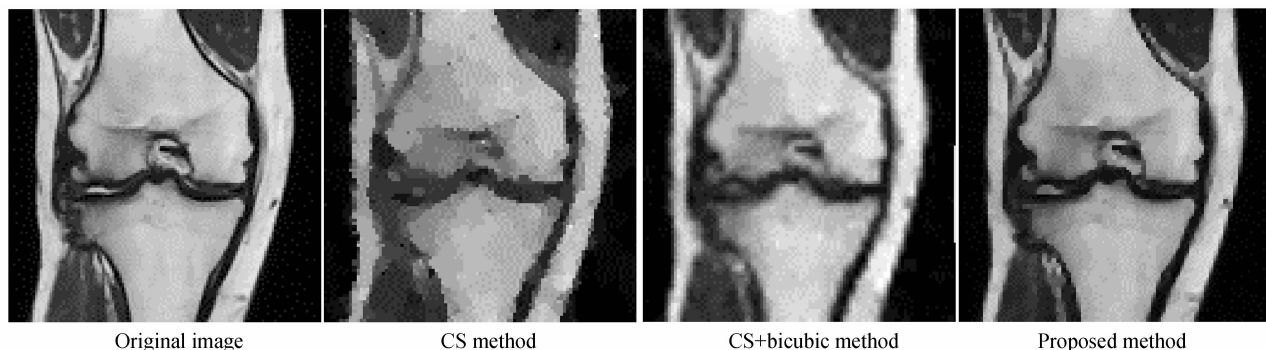 Original image
CS method
CS+bicubic method
Proposed method